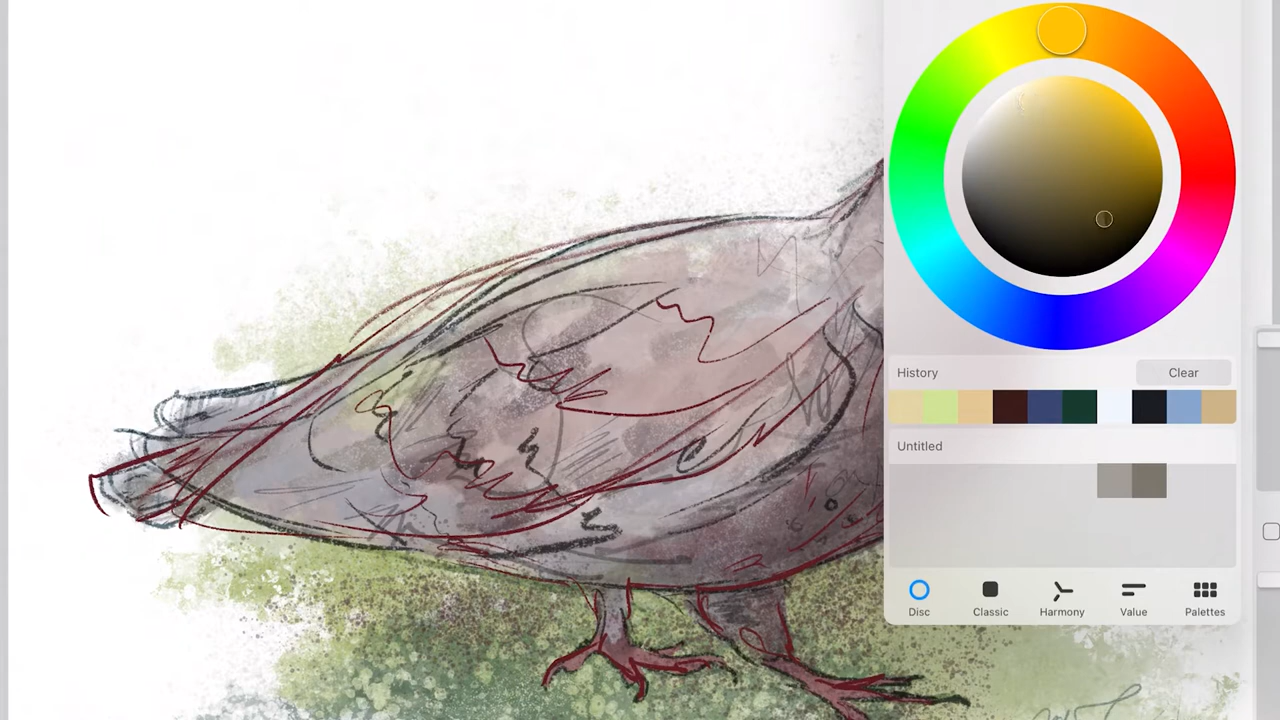 History
Clear
Untitled
Disc
Classic
Harmony
Value
Palettes